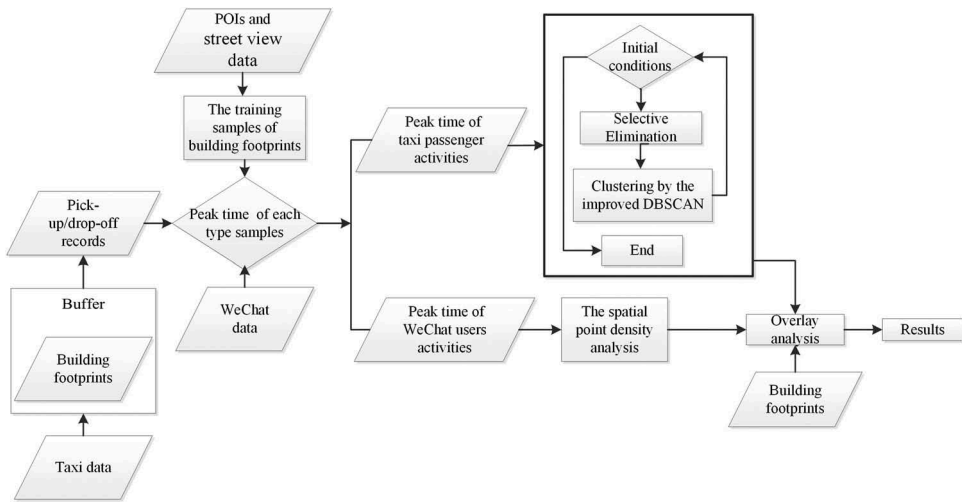 POIs and
street view
data
The training
samples of
building footprints
Pick-
up/drop-off
records
Peak time of each
type samples
WeChat
data
Buffer
Building
footprints
Taxi data
Peak time of
taxi passenger
activities
Initial
conditions
Selective
Elimination
Clustering by the
improved DBSCAN
End
Peak time of
WeChat users
activities
The spatial
point density
analysis
Overlay
analysis
Results
Building
footprints